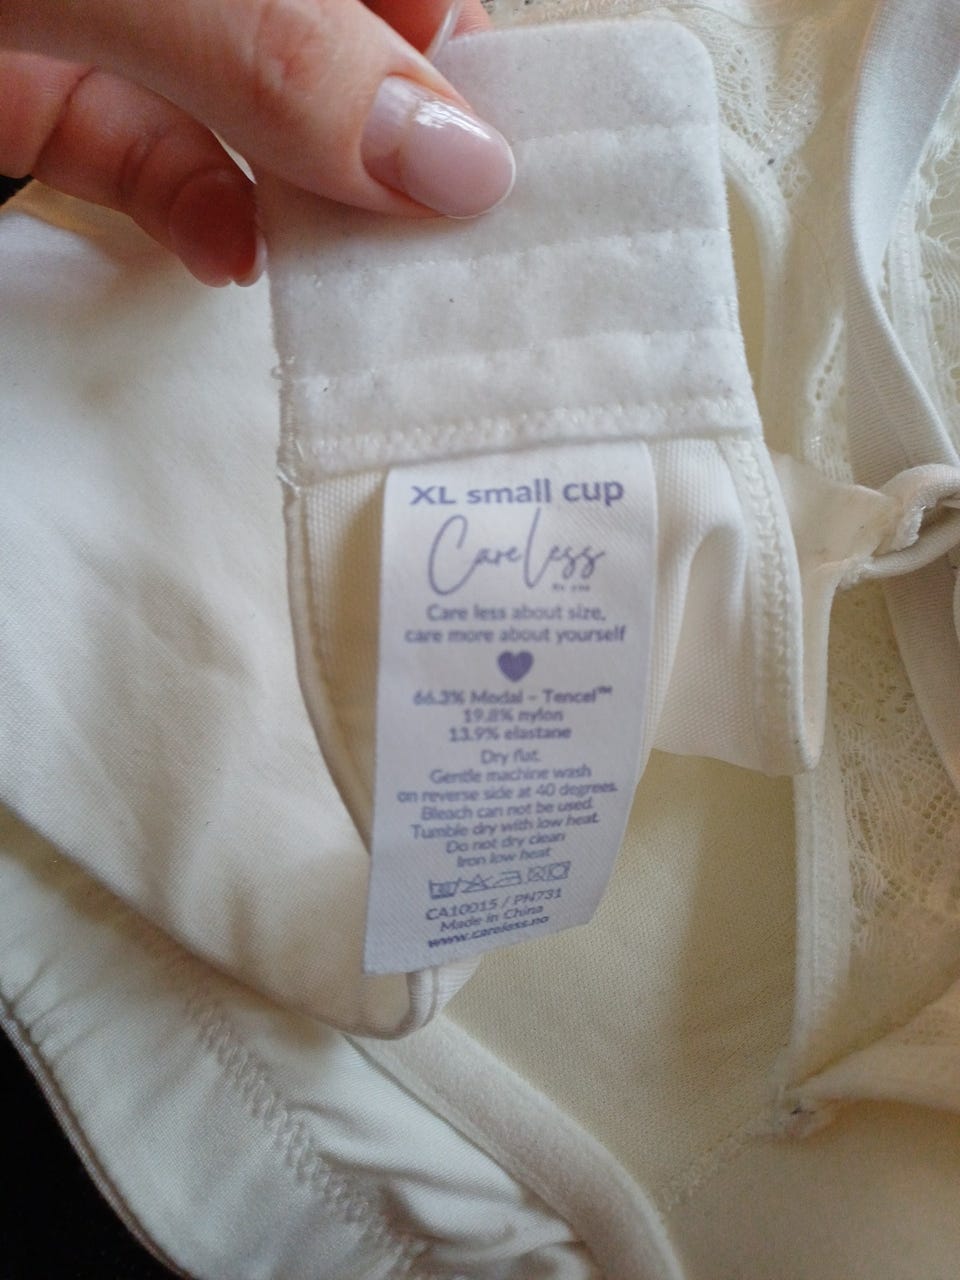 XL small cup
CareLess
Care less about size,
care more about yourself
66.3% Modal – Tencel™
19.8% nylon
13.9% elastane
Dry flat.
Gentle machine wash
on reverse side at 40 degrees.
Bleach can not be used.
Tumble dry with low heat.
Do not dry clean
Iron low heat
CA10015 / PN731
Made in China
www.careless.no